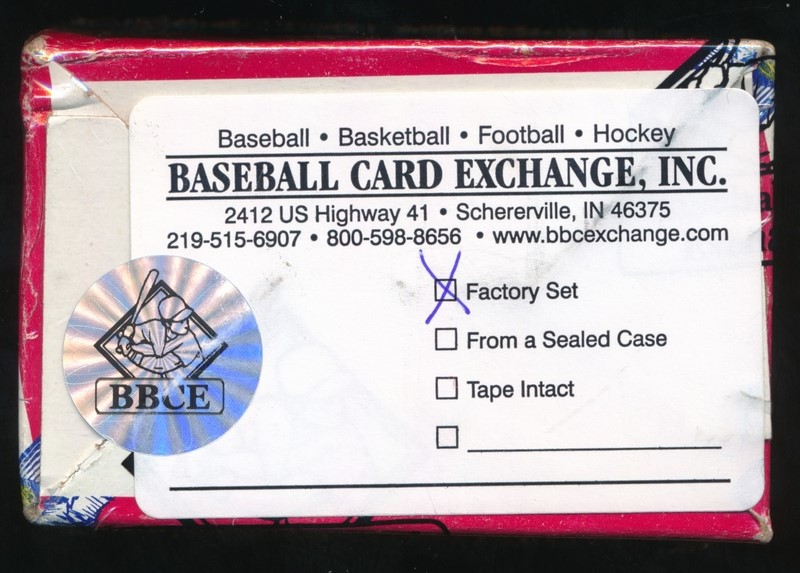 Baseball • Basketball • Football • Hockey
BASEBALL CARD EXCHANGE, INC.
2412 US Highway 41 • Schererville, IN 46375
219-515-6907 • 800-598-8656 • www.bbcexchange.com
Factory Set
From a Sealed Case
Tape Intact
BBCE